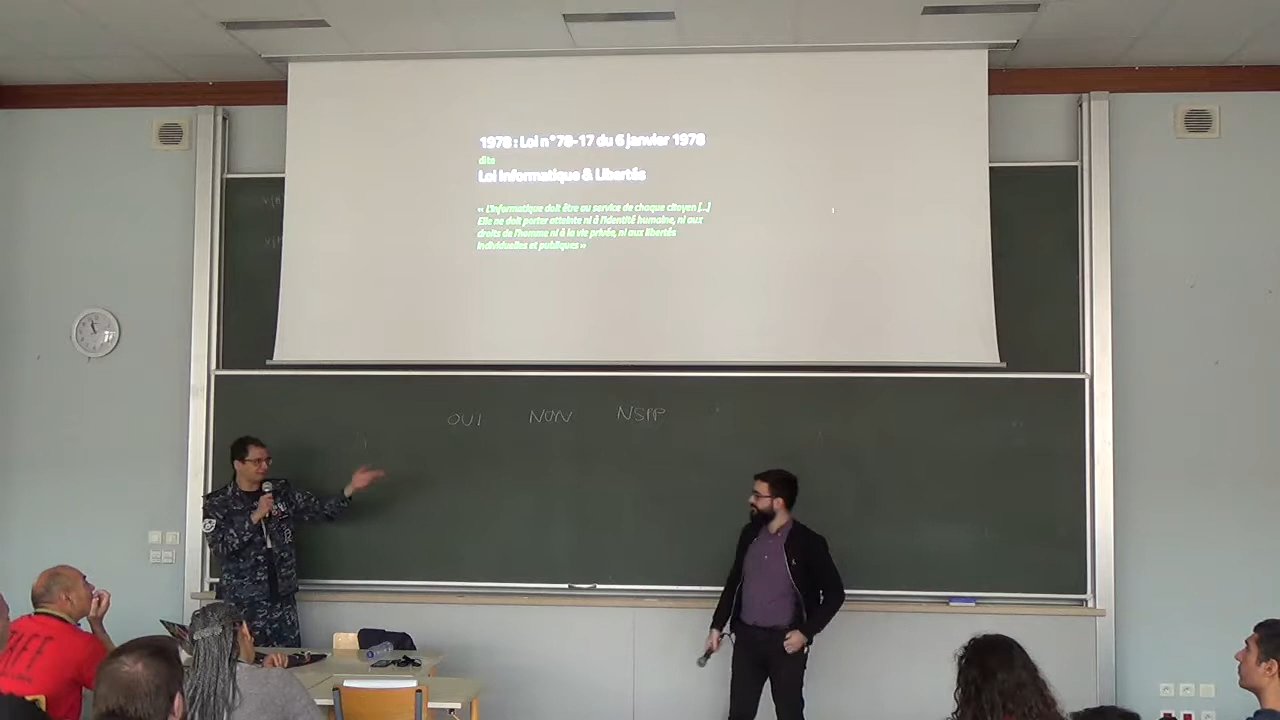 1978 : Loi n°78-17 du 6 janvier 1978
dite
Loi Informatique & Libertés
« L'informatique doit être au service de chaque citoyen [...]
Elle ne doit porter atteinte ni à l'identité humaine, ni aux
droits de l'homme ni à la vie privée, ni aux libertés
individuelles et publiques »
OUI NON NSPP